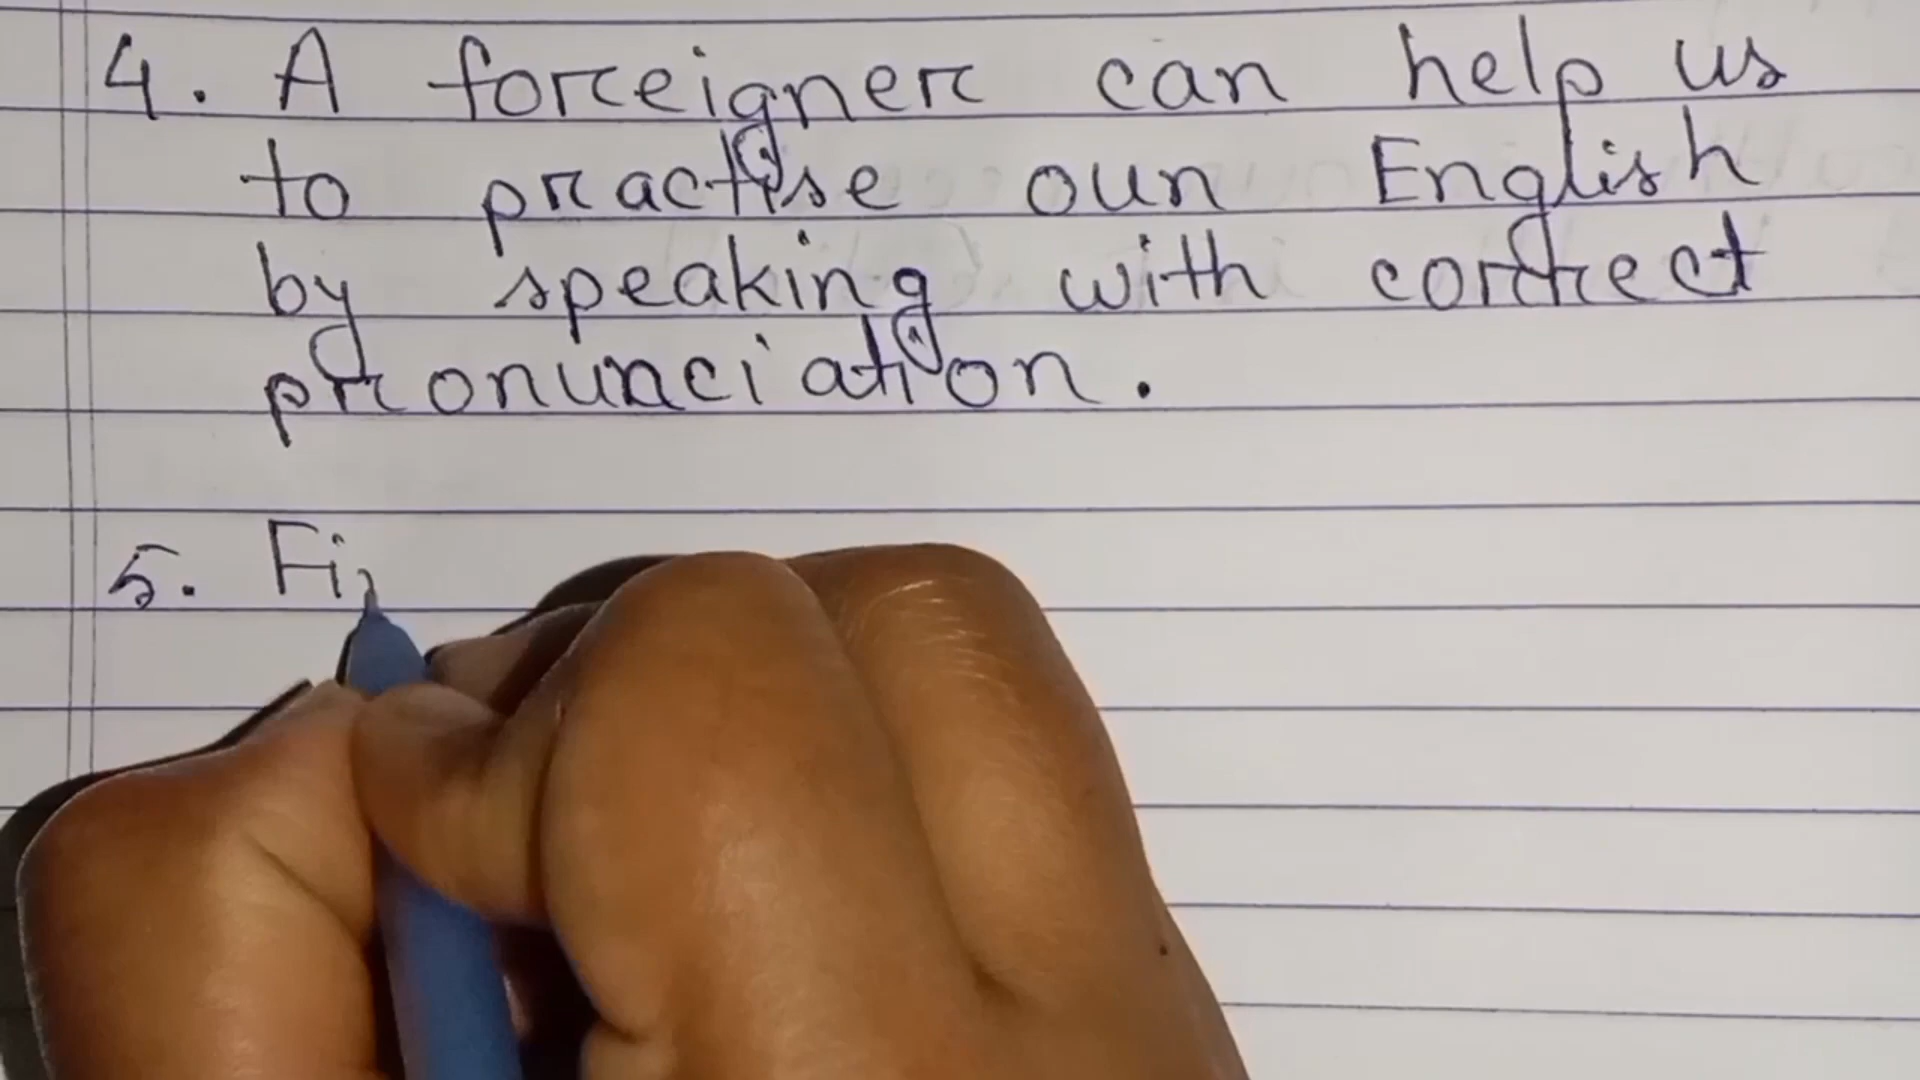 4. A foreigner can help us
to practise our English
by speaking with correct
pronunciation.
5. Fi